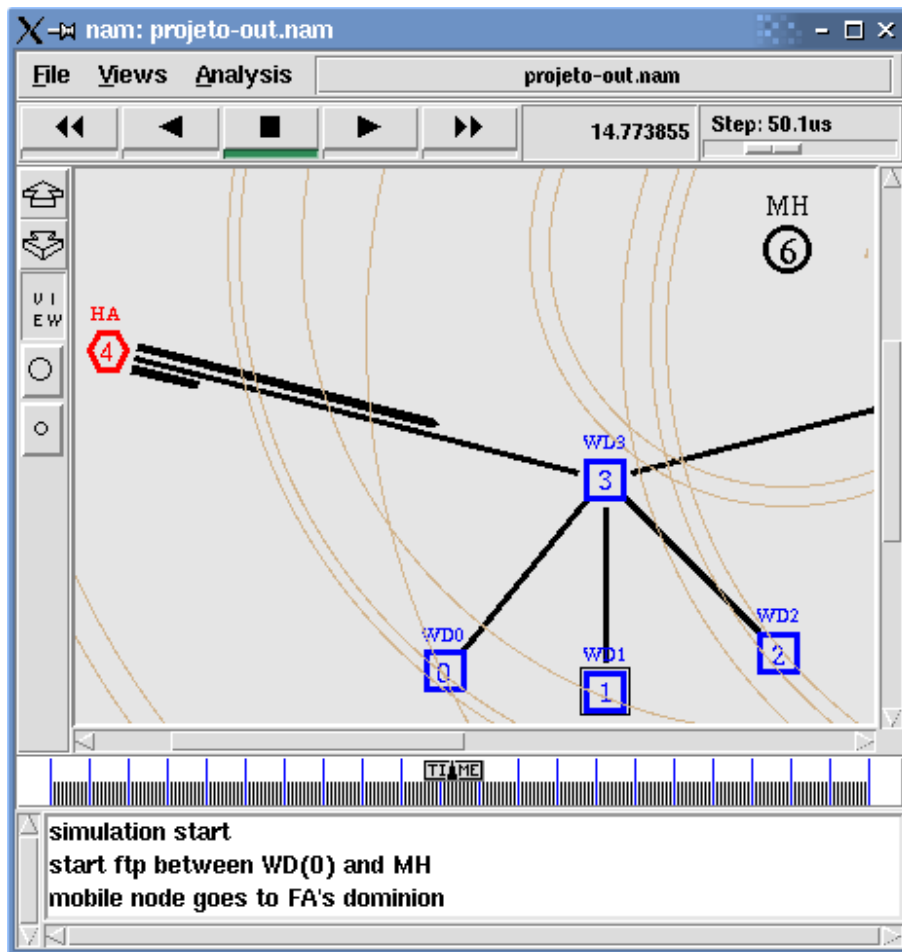 nam: projeto-out.nam
File Views Analysis projeto-out.nam
14.773855 Step: 50.1us
V I
E W
MH
6
HA
4
WD3
3
WD0
0
WD1
1
WD2
2
TIME
simulation start
start ftp between WD(0) and MH
mobile node goes to FA's dominion